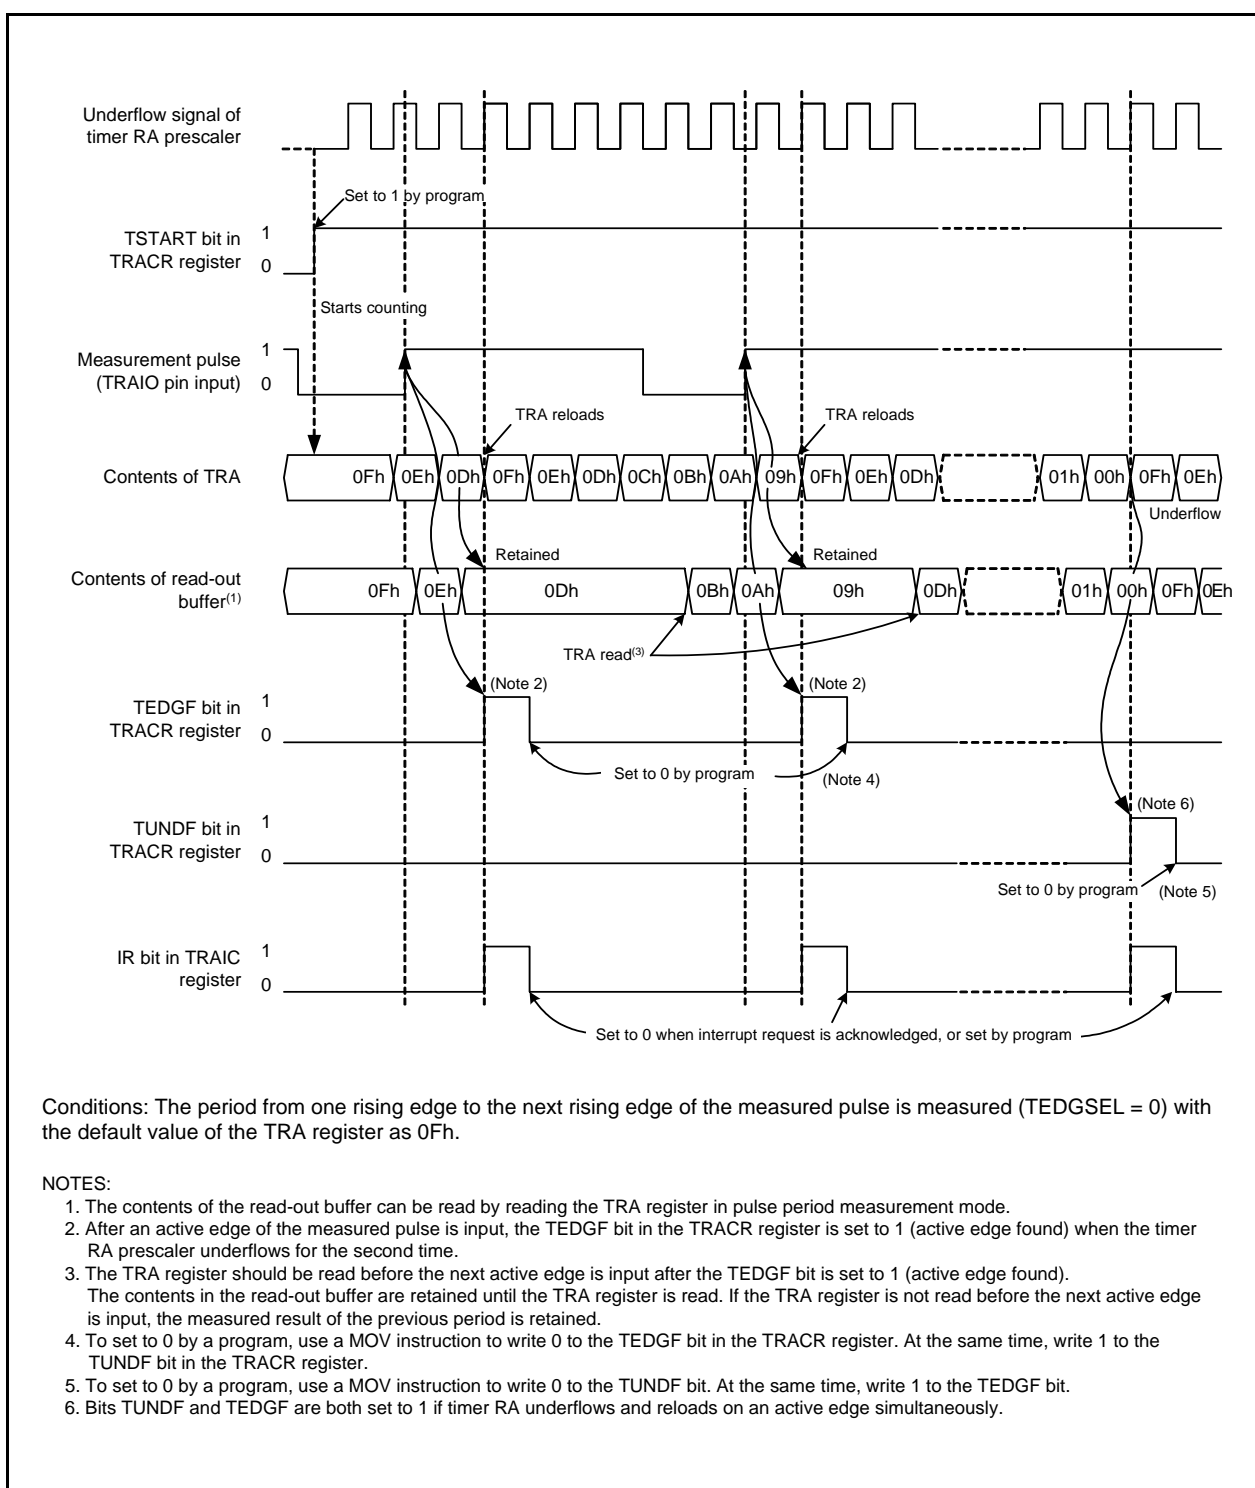 Underflow signal of
timer RA prescaler
Set to 1 by program
TSTART bit in
TRACR register
1
0
Starts counting
Measurement pulse
(TRAIO pin input)
1
0
TRA reloads
TRA reloads
Contents of TRA
0Fh 0Eh 0Dh 0Fh 0Eh 0Dh 0Ch 0Bh 0Ah 09h 0Fh 0Eh 0Dh 01h 00h 0Fh 0Eh
Underflow
Retained
Retained
Contents of read-out
buffer(1)
0Fh 0Eh 0Dh 0Bh 0Ah 09h 0Dh 01h 00h 0Fh 0Eh
TRA read(3)
(Note 2)
(Note 2)
TEDGF bit in
TRACR register
1
0
Set to 0 by program
(Note 4)
(Note 6)
TUNDF bit in
TRACR register
1
0
Set to 0 by program
(Note 5)
IR bit in TRAIC
register
1
0
Set to 0 when interrupt request is acknowledged, or set by program
Conditions: The period from one rising edge to the next rising edge of the measured pulse is measured (TEDGSEL = 0) with
the default value of the TRA register as 0Fh.
NOTES:
1. The contents of the read-out buffer can be read by reading the TRA register in pulse period measurement mode.
2. After an active edge of the measured pulse is input, the TEDGF bit in the TRACR register is set to 1 (active edge found) when the timer
RA prescaler underflows for the second time.
3. The TRA register should be read before the next active edge is input after the TEDGF bit is set to 1 (active edge found).
The contents in the read-out buffer are retained until the TRA register is read. If the TRA register is not read before the next active edge
is input, the measured result of the previous period is retained.
4. To set to 0 by a program, use a MOV instruction to write 0 to the TEDGF bit in the TRACR register. At the same time, write 1 to the
TUNDF bit in the TRACR register.
5. To set to 0 by a program, use a MOV instruction to write 0 to the TUNDF bit. At the same time, write 1 to the TEDGF bit.
6. Bits TUNDF and TEDGF are both set to 1 if timer RA underflows and reloads on an active edge simultaneously.